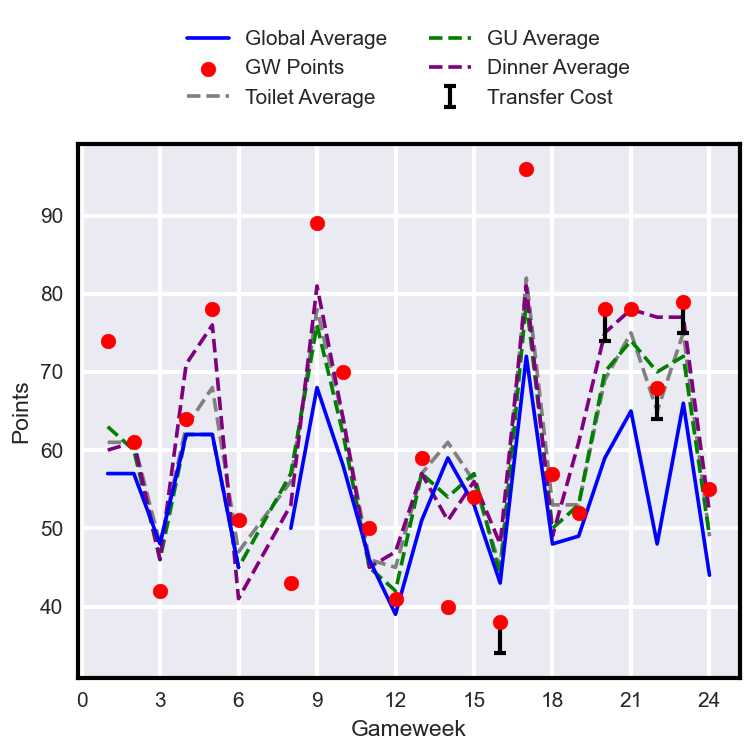 Global Average
GW Points
Toilet Average
GU Average
Dinner Average
Transfer Cost
Points
90
80
70
60
50
40
0 3 6 9 12 15 18 21 24
Gameweek